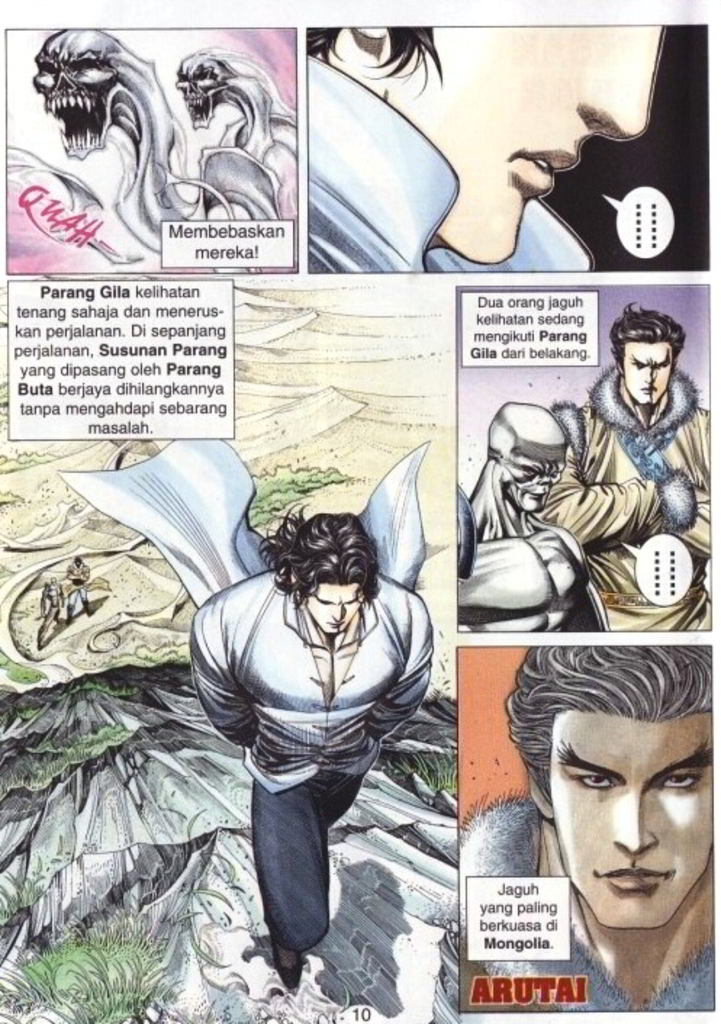 QUAH
Membebaskan
mereka!
Parang Gila kelihatan
tenang sahaja dan menerus-
kan perjalanan. Di sepanjang
perjalanan, Susunan Parang
yang dipasang oleh Parang
Buta berjaya dihilangkannya
tanpa mengahdapi sebarang
masalah.
Dua orang jaguh
kelihatan sedang
mengikuti Parang
Gila dari belakang.
Jaguh
yang paling
berkuasa di
Mongolia.
ARUTAI
10